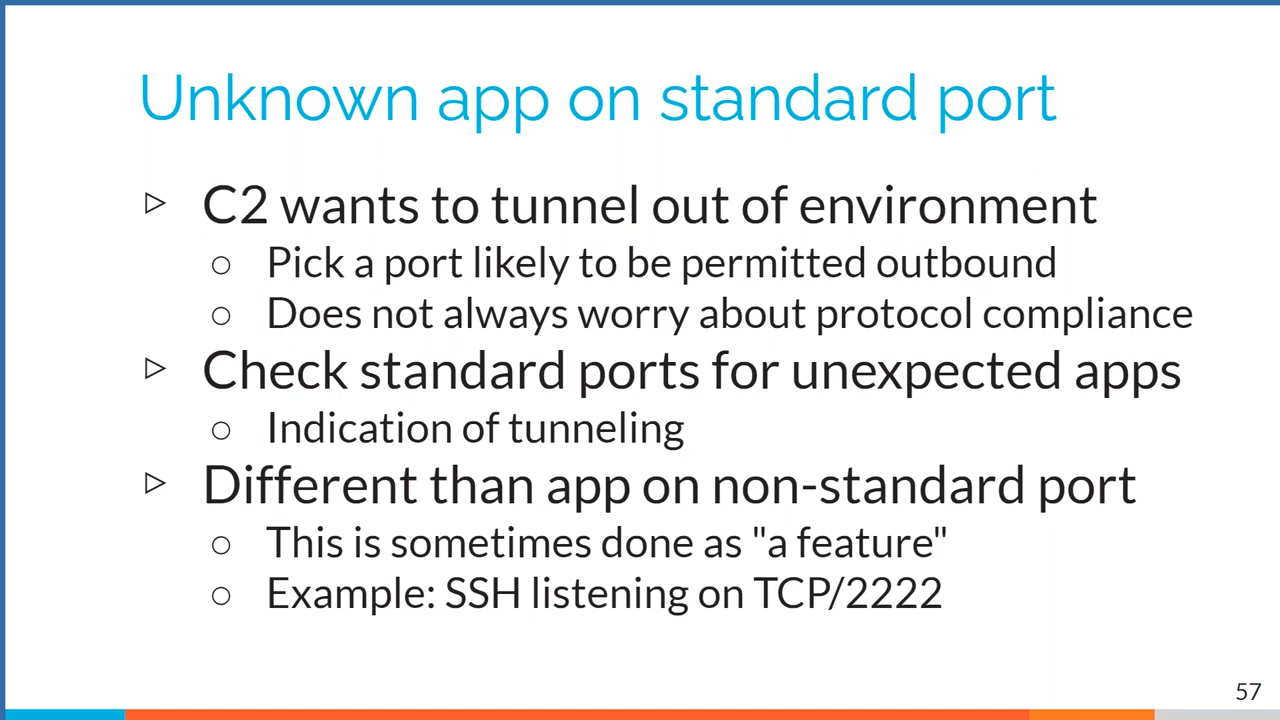 Unknown app on standard port
▷ C2 wants to tunnel out of environment
○ Pick a port likely to be permitted outbound
○ Does not always worry about protocol compliance
▷ Check standard ports for unexpected apps
○ Indication of tunneling
▷ Different than app on non-standard port
○ This is sometimes done as "a feature"
○ Example: SSH listening on TCP/2222
57